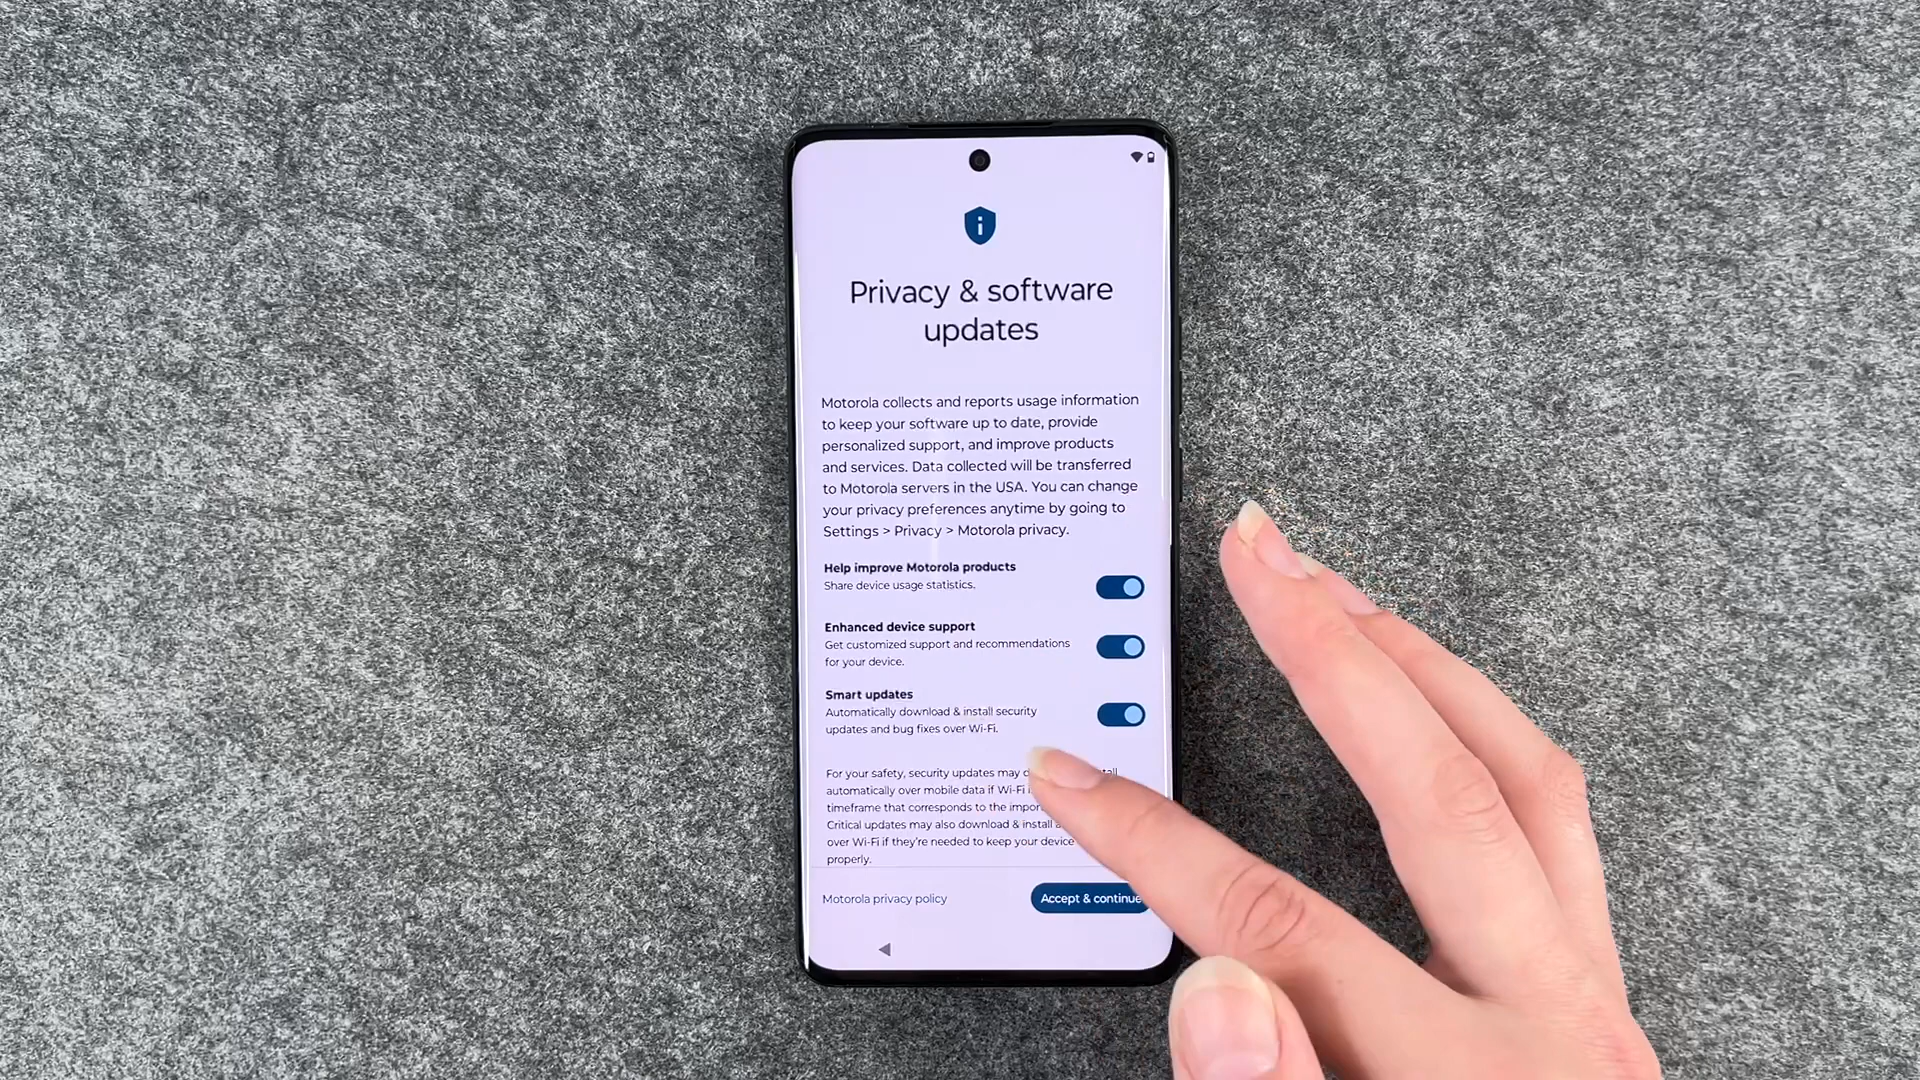 Privacy & software
updates
Motorola collects and reports usage information
to keep your software up to date, provide
personalized support, and improve products
and services. Data collected will be transferred
to Motorola servers in the USA. You can change
your privacy preferences anytime by going to
Settings > Privacy > Motorola privacy.
Help improve Motorola products
Share device usage statistics.
Enhanced device support
Get customized support and recommendations
for your device.
Smart updates
Automatically download & install security
updates and bug fixes over Wi-Fi.
For your safety, security updates may
automatically over mobile data if Wi-Fi
timeframe that corresponds to the
Critical updates may also download & install
over Wi-Fi if they're needed to keep your device
properly.
Motorola privacy policy
Accept & continue